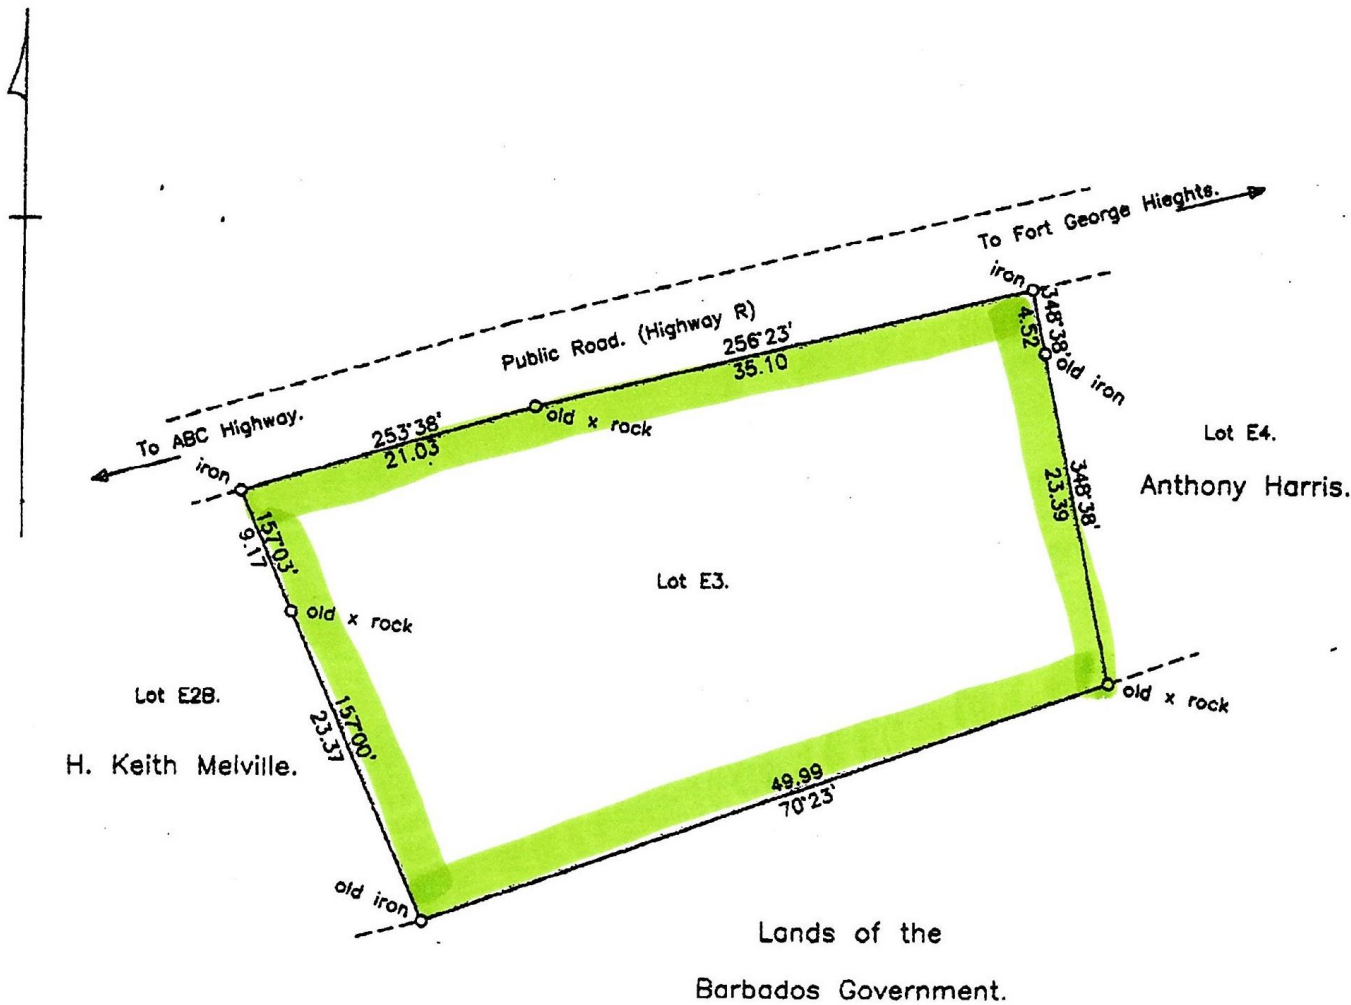 To Fort George Hieghts.
iron
Public Road. (Highway R)
256°23'
35.10
348°38'
4.52
old iron
To ABC Highway.
253°38'
21.03
old x rock
iron
Lot E4.
Anthony Harris.
348°38'
23.39
157°03'
9.17
Lot E3.
old x rock
Lot E2B.
H. Keith Melville.
157°00'
23.37
old x rock
49.99
70°23'
old iron
Lands of the
Barbados Government.